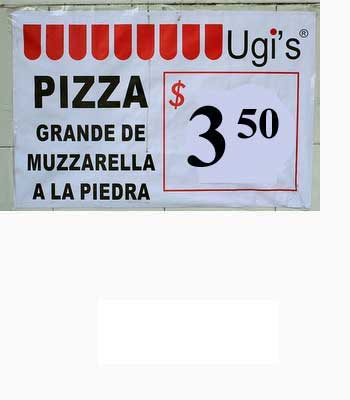 Ugi's®
PIZZA
GRANDE DE
MUZZARELLA
A LA PIEDRA
$ 3 50